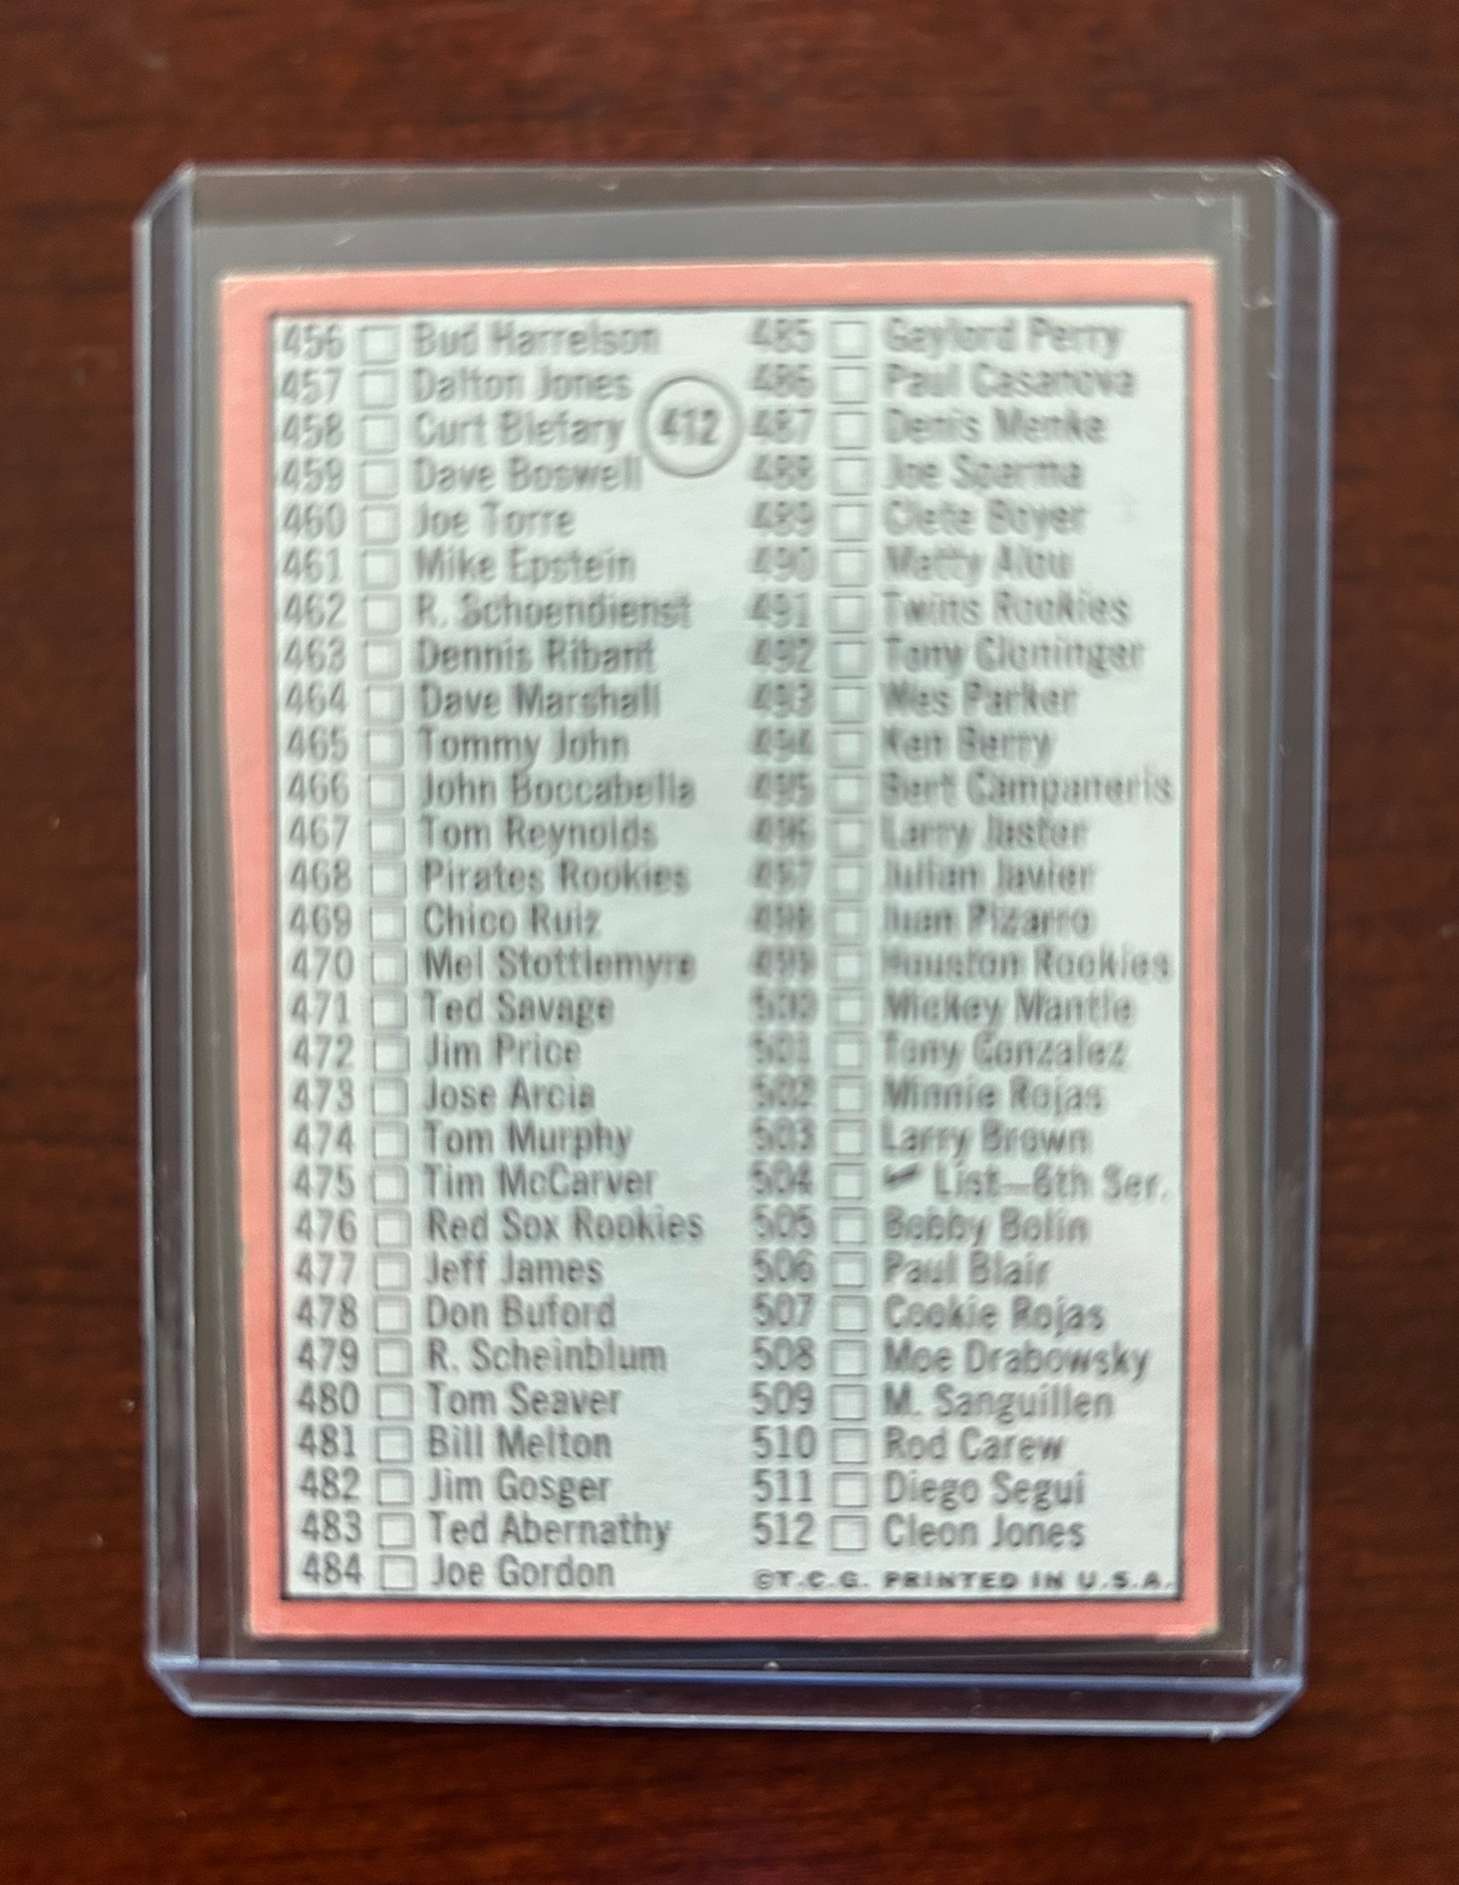 456 Bud Harrelson
457 Dalton Jones
458 Curt Blefary
459 Dave Boswell
460 Joe Torre
461 Mike Epstein
462 R. Schoendienst
463 Dennis Ribant
464 Dave Marshall
465 Tommy John
466 John Boccabella
467 Tom Reynolds
468 Pirates Rookies
469 Chico Ruiz
470 Mel Stottlemyre
471 Ted Savage
472 Jim Price
473 Jose Arcia
474 Tom Murphy
475 Tim McCarver
476 Red Sox Rookies
477 Jeff James
478 Don Buford
479 R. Scheinblum
480 Tom Seaver
481 Bill Melton
482 Jim Gosger
483 Ted Abernathy
484 Joe Gordon
412
485 Gaylord Perry
486 Paul Casanova
487 Denis Menke
488 Joe Sparma
489 Clete Boyer
490 Matty Alou
491 Twins Rookies
492 Tony Cloninger
493 Wes Parker
494 Ken Berry
495 Bert Campaneris
496 Larry Jaster
497 Julian Javier
498 Juan Pizarro
499 Houston Rookies
500 Mickey Mantle
501 Tony Gonzalez
502 Minnie Rojas
503 Larry Brown
504 ✔ List—6th Ser.
505 Bobby Bolin
506 Paul Blair
507 Cookie Rojas
508 Moe Drabowsky
509 M. Sanguillen
510 Rod Carew
511 Diego Segui
512 Cleon Jones
©T.C.G. PRINTED IN U.S.A.